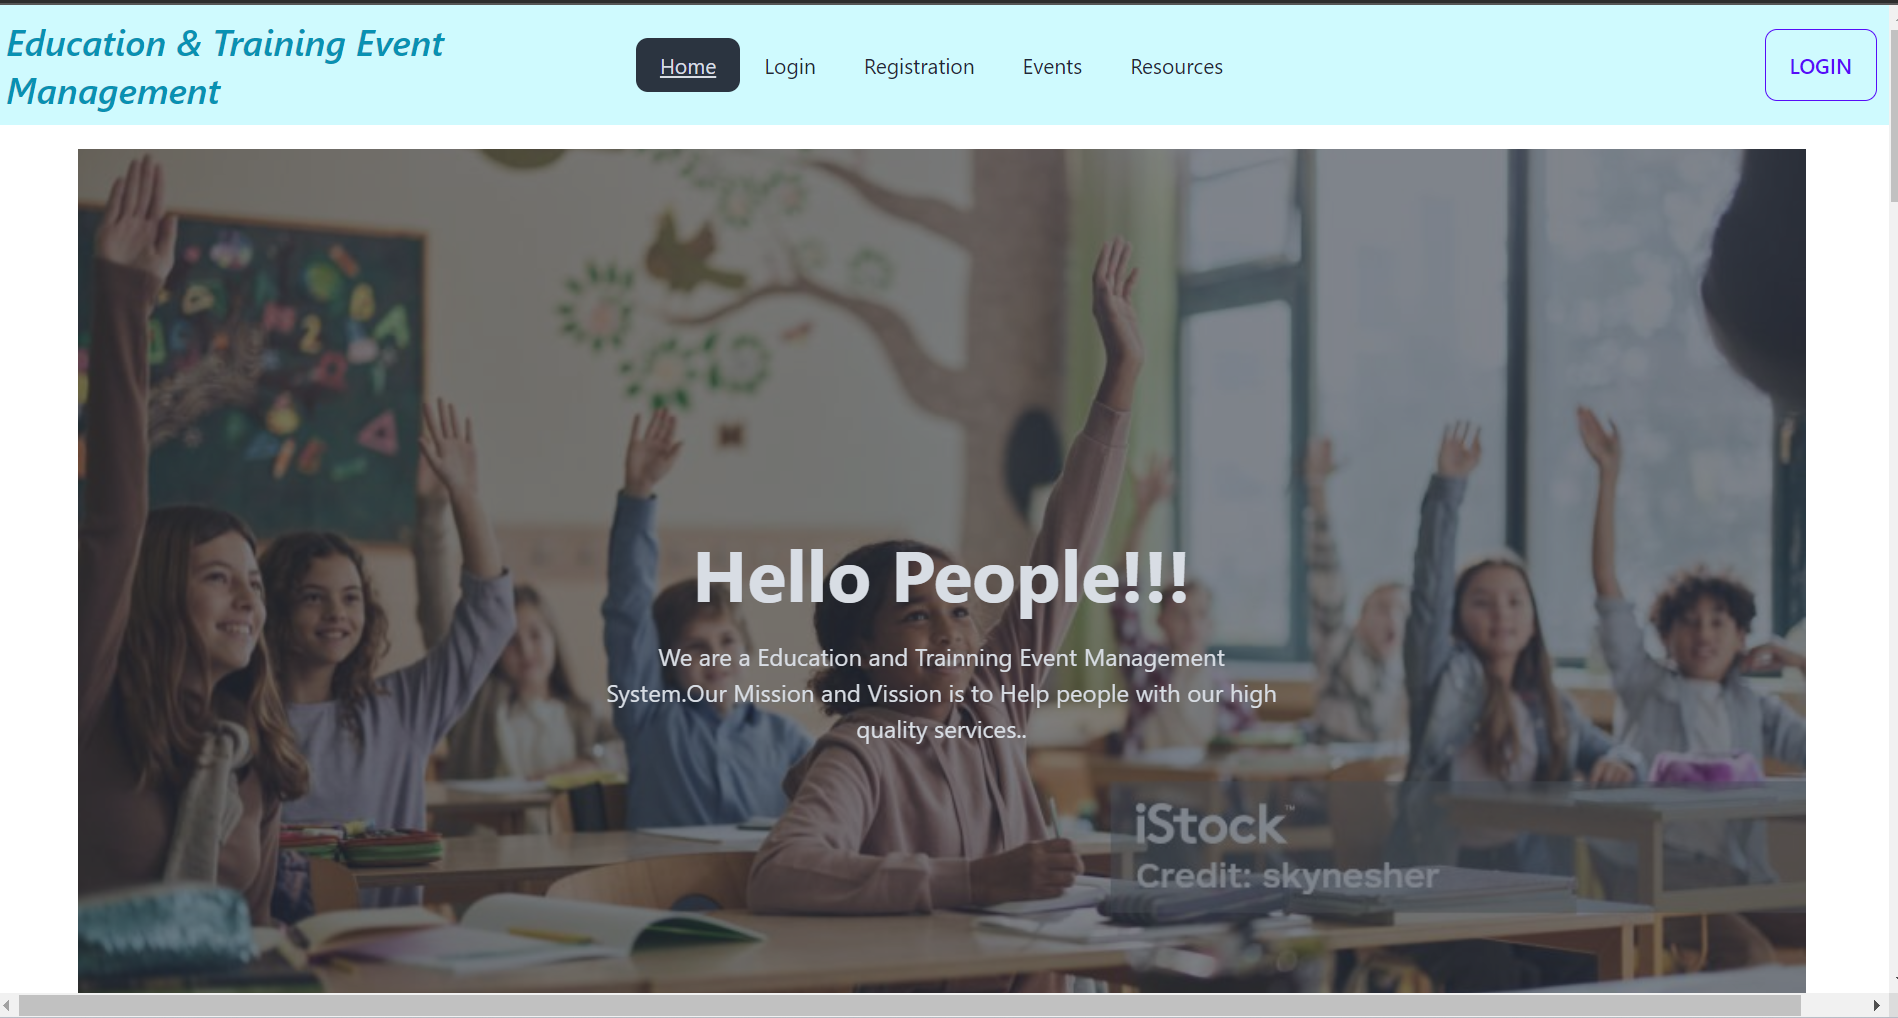 Education & Training Event
Management
Home
Login
Registration
Events
Resources
LOGIN
Hello People!!!
We are a Education and Trainning Event Management
System.Our Mission and Vission is to Help people with our high
quality services..
iStock™
Credit: skynesher